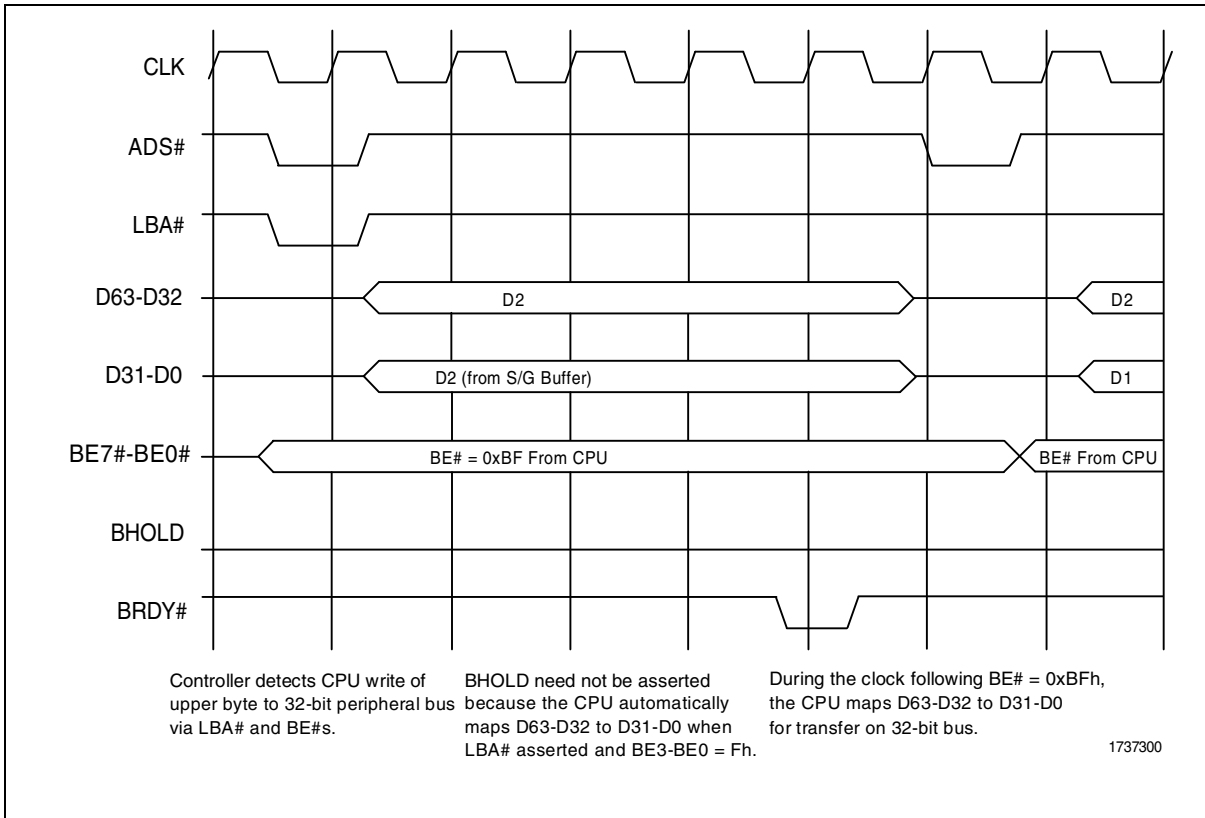 CLK
ADS#
LBA#
D63-D32
D2
D2
D31-D0
D2 (from S/G Buffer)
D1
BE7#-BE0#
BE# = 0xBF From CPU
BE# From CPU
BHOLD
BRDY#
Controller detects CPU write of
upper byte to 32-bit peripheral bus
via LBA# and BE#s.
BHOLD need not be asserted
because the CPU automatically
maps D63-D32 to D31-D0 when
LBA# asserted and BE3-BE0 = Fh.
During the clock following BE# = 0xBFh,
the CPU maps D63-D32 to D31-D0
for transfer on 32-bit bus.
1737300